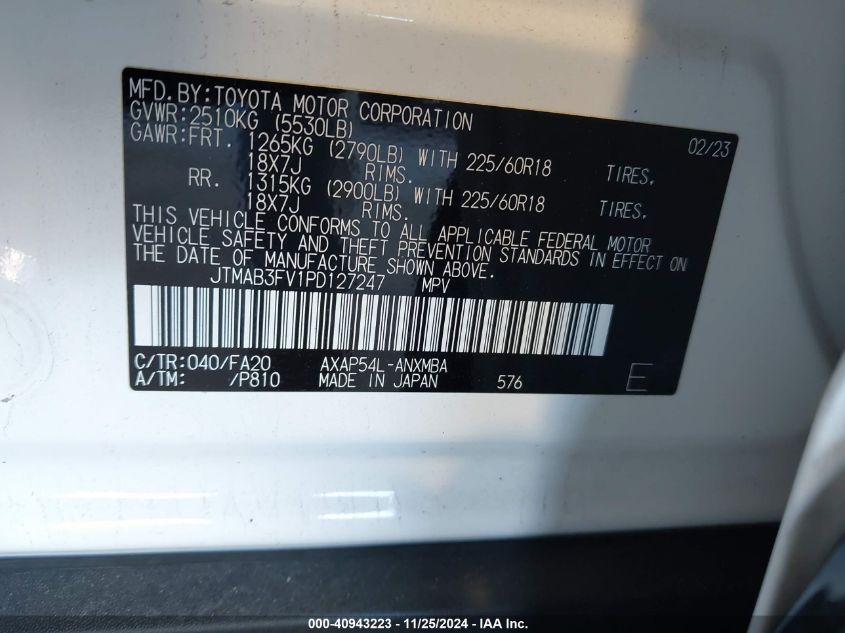 MFD.BY:TOYOTA MOTOR CORPORATION 02/23
GVWR:2510KG (5530LB)
GAWR:FRT. 1265KG (2790LB) WITH 225/60R18 TIRES.
18X7J RIMS.
RR. 1315KG (2900LB) WITH 225/60R18 TIRES.
18X7J RIMS.
THIS VEHICLE CONFORMS TO ALL APPLICABLE FEDERAL MOTOR
VEHICLE SAFETY AND THEFT PREVENTION STANDARDS IN EFFECT ON
THE DATE OF MANUFACTURE SHOWN ABOVE.
JTMAB3FV1PD127247 MPV
C/TR:040/FA20 AXAP54L-ANXMBA
A/TM: /P810 MADE IN JAPAN 576 E
000-40943223 - 11/25/2024 - IAA Inc.